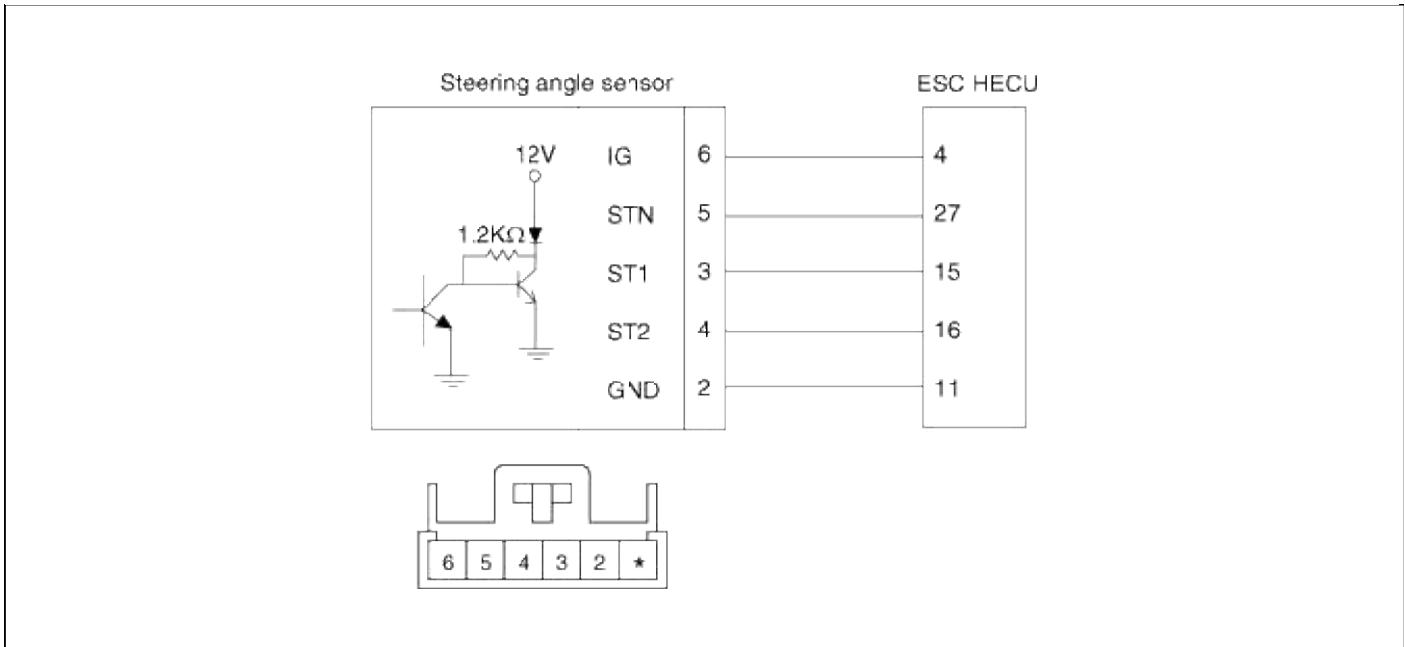 Steering angle sensor
ESC HECU
12V
IG
6
4
STN
5
27
1.2KΩ
ST1
3
15
ST2
4
16
GND
2
11
6 5 4 3 2 *